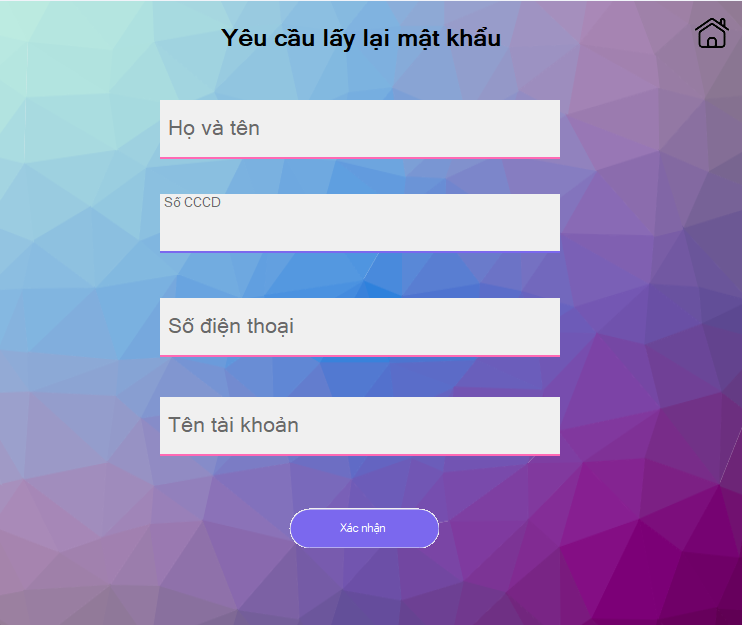 Yêu cầu lấy lại mật khẩu
Họ và tên
Số CCCD
Số điện thoại
Tên tài khoản
Xác nhận